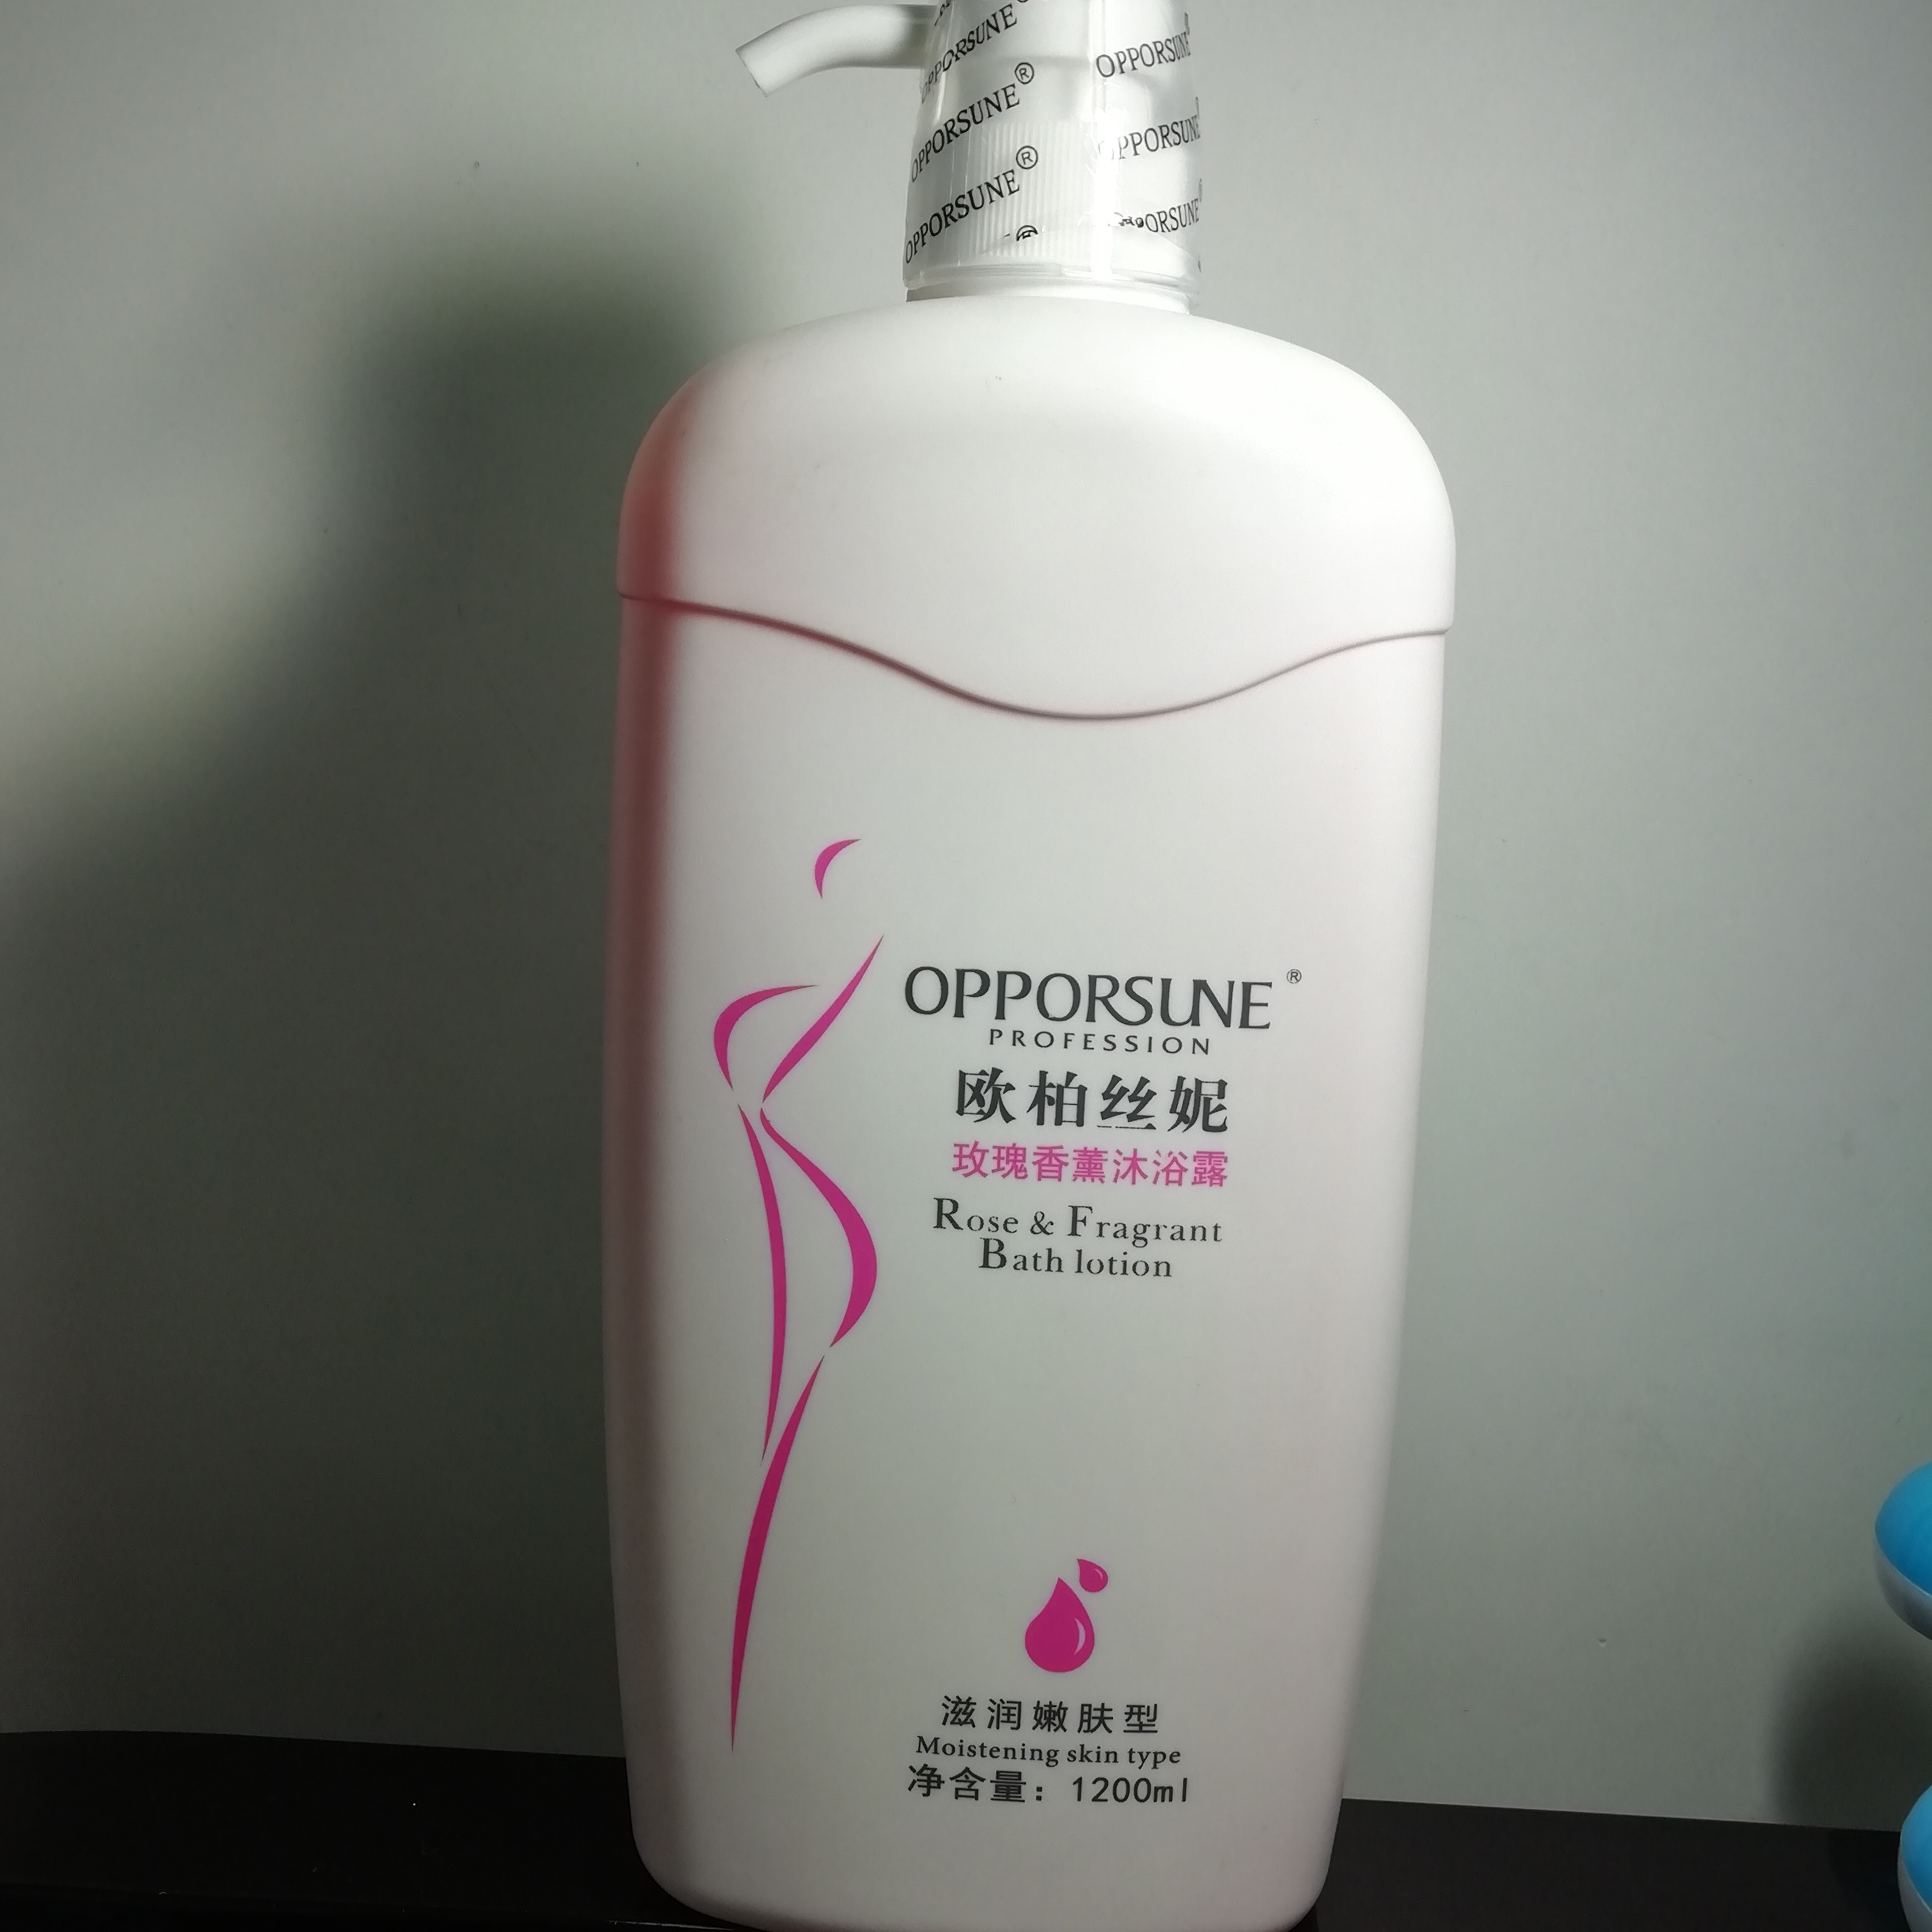 OPPORSUNE
OPPORSUNE®
OPPORSUNE®
OPPORSUNE
OPPORSUNE
OPPORSUNE
OPPORSUNE®
PROFESSION
欧柏丝妮
玫瑰香薰沐浴露
Rose & Fragrant
Bath lotion
滋润嫩肤型
Moistening skin type
净含量：1200ml